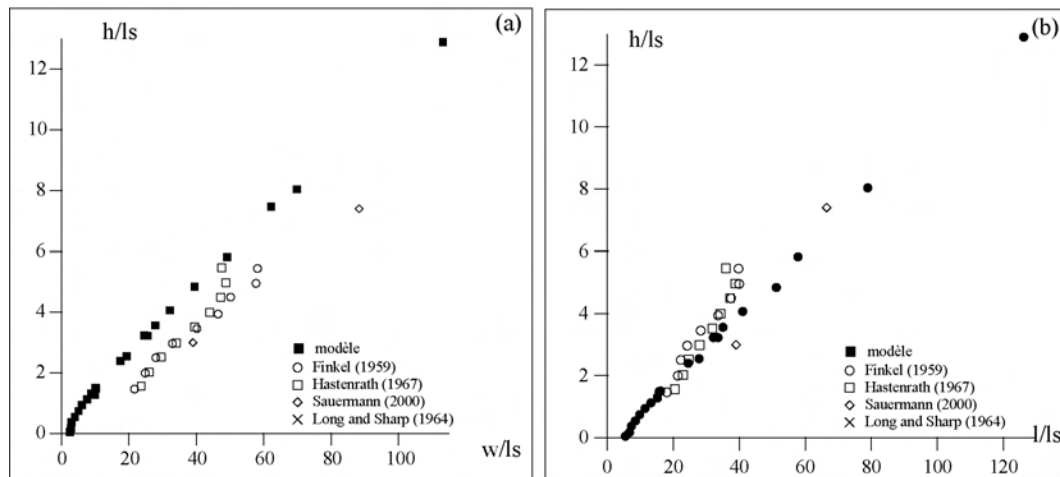 (a)
h/ls
12
10
8
6
4
2
0
0 20 40 60 80 100
w/ls
modèle
Finkel (1959)
Hastenrath (1967)
Sauermann (2000)
Long and Sharp (1964)
(b)
h/ls
12
10
8
6
4
2
0
0 20 40 60 80 100 120
l/ls
modèle
Finkel (1959)
Hastenrath (1967)
Sauermann (2000)
Long and Sharp (1964)